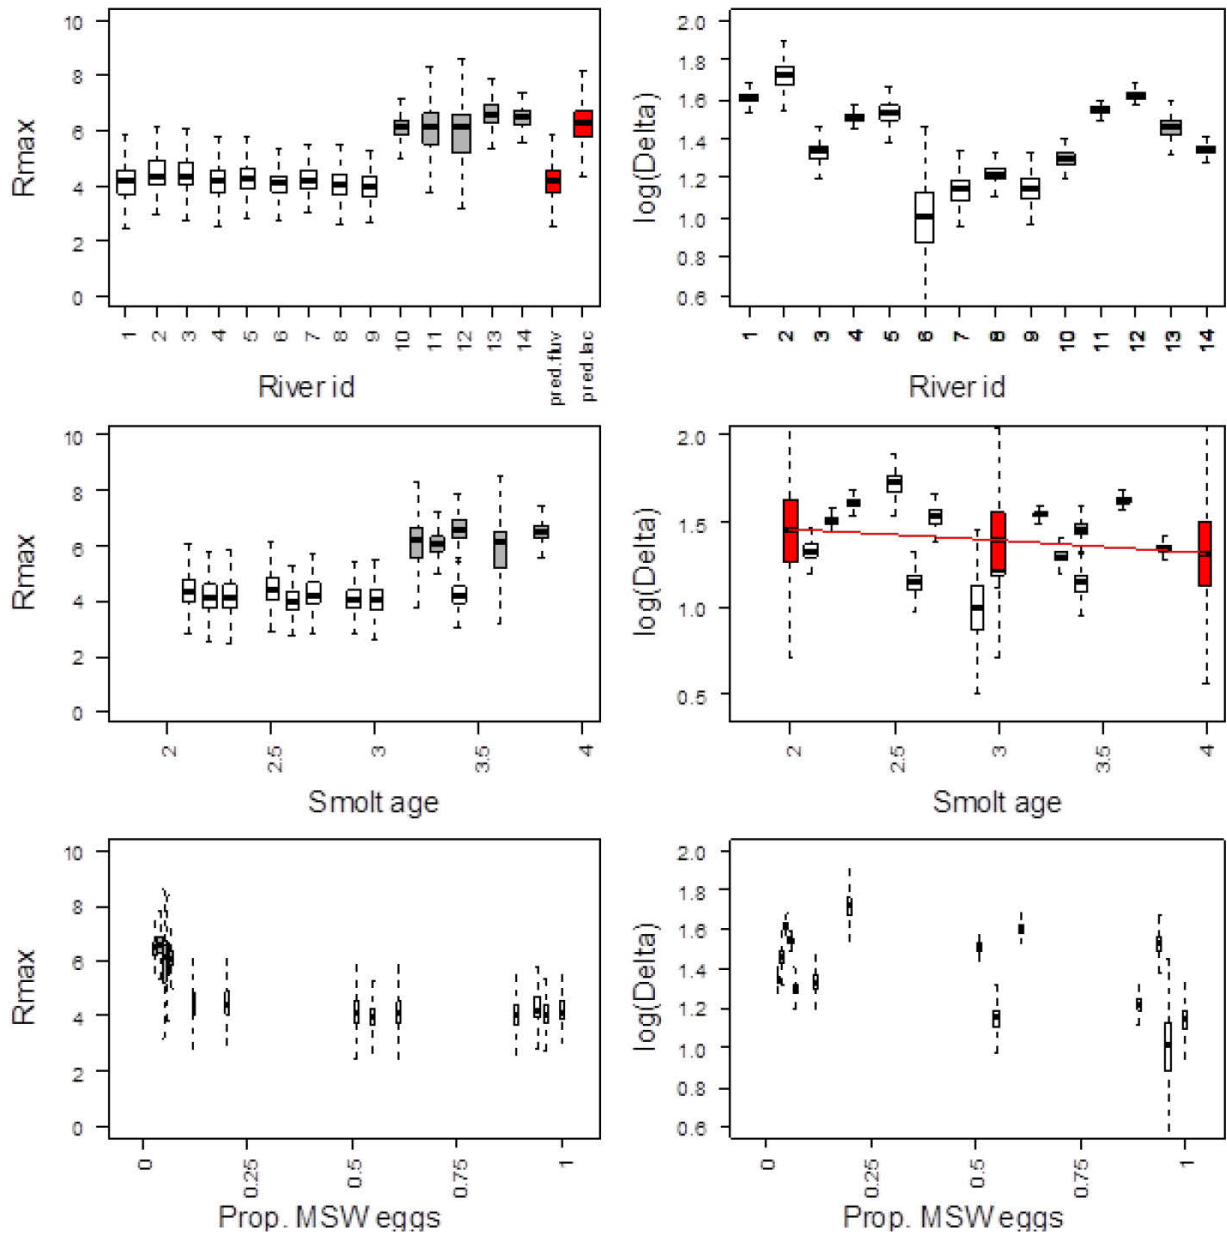 Rmax
10
8
6
4
2
0
1 2 3 4 5 6 7 8 9 10 11 12 13 14 pred.fluv pred.lac
River id
log(Delta)
2.0
1.8
1.6
1.4
1.2
1.0
0.8
0.6
1 2 3 4 5 6 7 8 9 10 11 12 13 14
River id
Rmax
10
8
6
4
2
0
2 2.5 3 3.5 4
Smolt age
log(Delta)
2.0
1.5
1.0
0.5
2 2.5 3 3.5 4
Smolt age
Rmax
10
8
6
4
2
0
0 0.25 0.5 0.75 1
Prop. MSW eggs
log(Delta)
2.0
1.8
1.6
1.4
1.2
1.0
0.8
0.6
0 0.25 0.5 0.75 1
Prop. MSW eggs